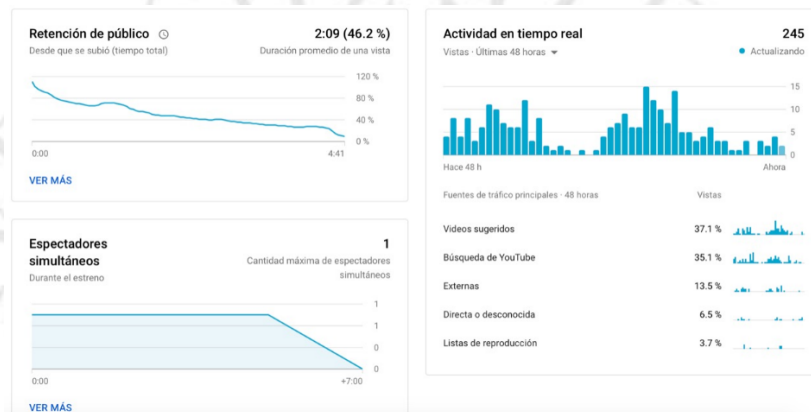 Retención de público
2:09 (46.2 %)
Desde que se subió (tiempo total)
Duración promedio de una vista
120 %
80 %
40 %
0 %
0:00
4:41
VER MÁS
Espectadores
simultáneos
1
Durante el estreno
Cantidad máxima de espectadores
simultáneos
1
1
0
0
0:00
+7:00
VER MÁS
Actividad en tiempo real
245
Vistas · Últimas 48 horas
Actualizando
15
10
5
0
Hace 48 h
Ahora
Fuentes de tráfico principales · 48 horas
Vistas
Videos sugeridos
37.1 %
Búsqueda de YouTube
35.1 %
Externas
13.5 %
Directa o desconocida
6.5 %
Listas de reproducción
3.7 %